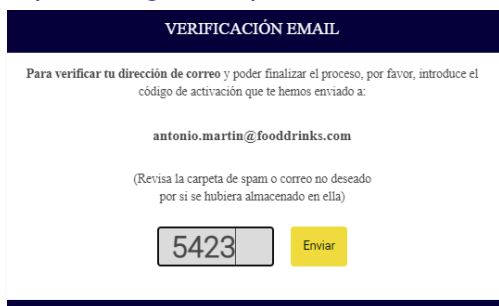 VERIFICACIÓN EMAIL
Para verificar tu dirección de correo y poder finalizar el proceso, por favor, introduce el
código de activación que te hemos enviado a:
antonio.martin@fooddrinks.com
(Revisa la carpeta de spam o correo no deseado
por si se hubiera almacenado en ella)
5423
Enviar